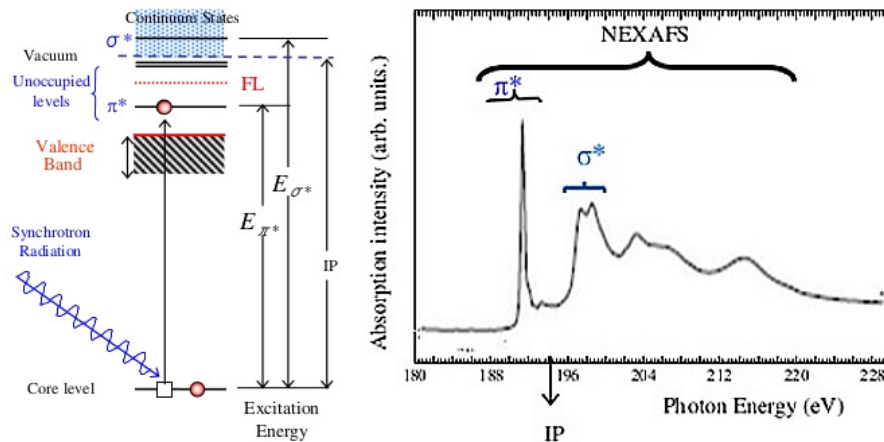 Continuum States
σ*
Vacuum
Unoccupied
levels
FL
π*
Valence
Band
E σ*
E π*
Synchrotron
Radiation
IP
Core level
Excitation
Energy
NEXAFS
π*
σ*
Absorption intensity (arb. units.)
180 188 196 204 212 220 228
Photon Energy (eV)
IP